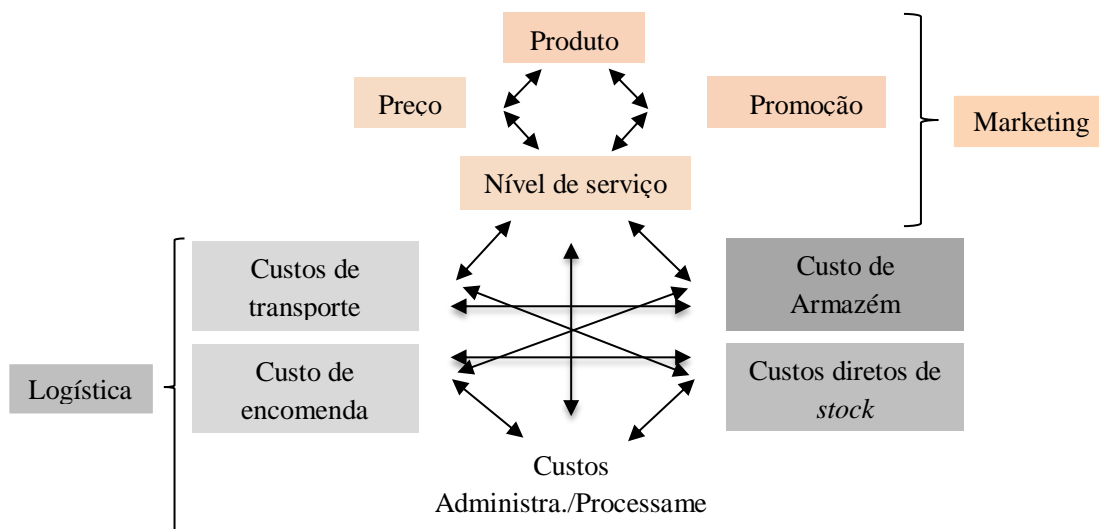 Produto
Preço
Promoção
Marketing
Nível de serviço
Custos de
transporte
Custo de
Armazém
Logística
Custo de
encomenda
Custos diretos de
stock
Custos
Administra./Processame